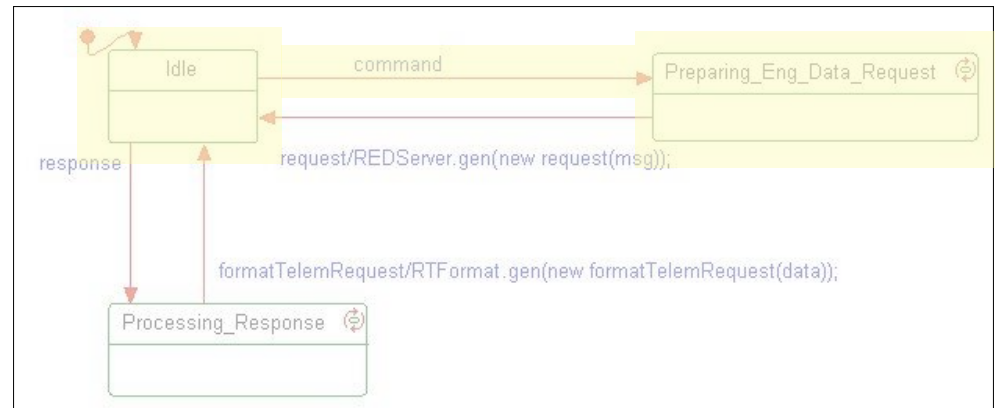 Idle
command
Preparing_Eng_Data_Request
response
request/REDServer.gen(new request(msg));
formatTelemRequest/RTFormat.gen(new formatTelemRequest(data));
Processing_Response